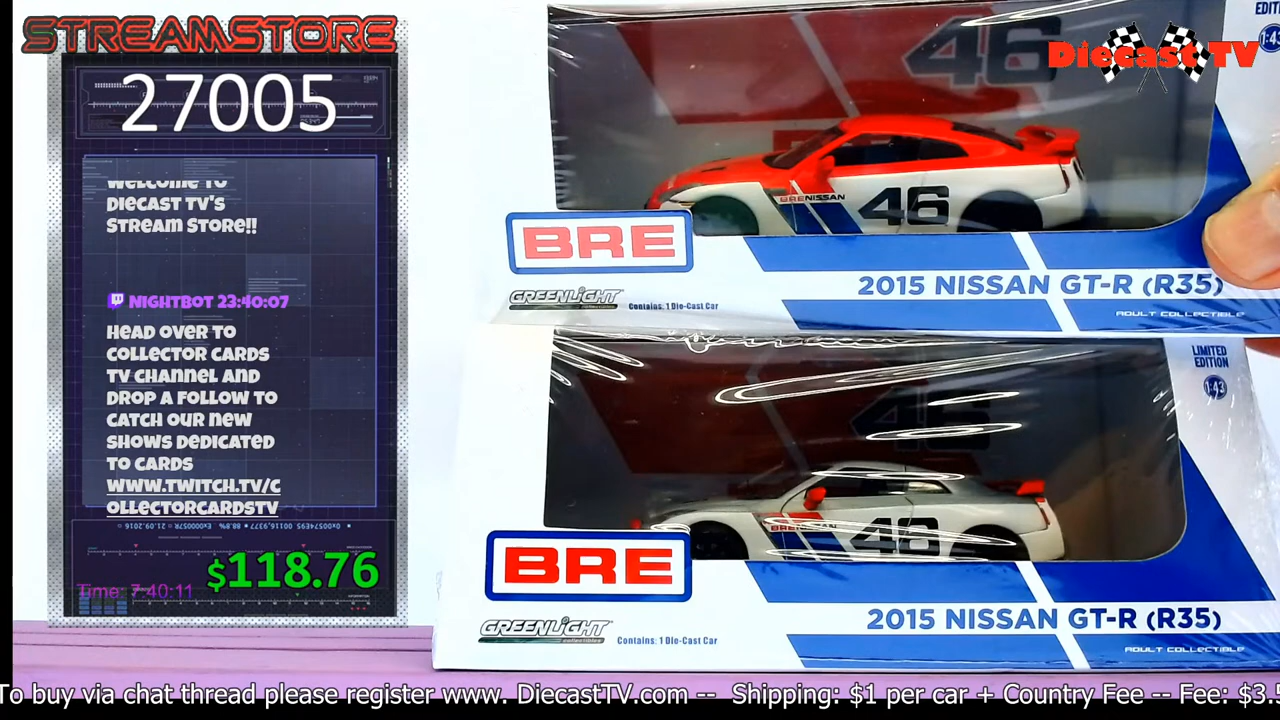 STREAMSTORE
27005
WELCOME TO
DIECAST TV'S
STREAM STORE!!
NIGHTBOT 23:40:07
HEAD OVER TO
COLLECTOR CARDS
TV CHANNEL AND
DROP A FOLLOW TO
CATCH OUR NEW
SHOWS DEDICATED
TO CARDS
WWW.TWITCH.TV/C
OLLECTORCARDSTV
$118.76
Time: 7:40:11
Diecast TV
EDITI
1:43
46
BRENISSAN
46
BRE
2015 NISSAN GT-R (R35)
GREENLIGHT
Contains: 1 Die-Cast Car
ADULT COLLECTIBLE
LIMITED
EDITION
1:43
46
46
BRE
2015 NISSAN GT-R (R35)
GREENLIGHT
collectibles
Contains: 1 Die-Cast Car
ADULT COLLECTIBLE
To buy via chat thread please register www. DiecastTV.com -- Shipping: $1 per car + Country Fee -- Fee: $3.5